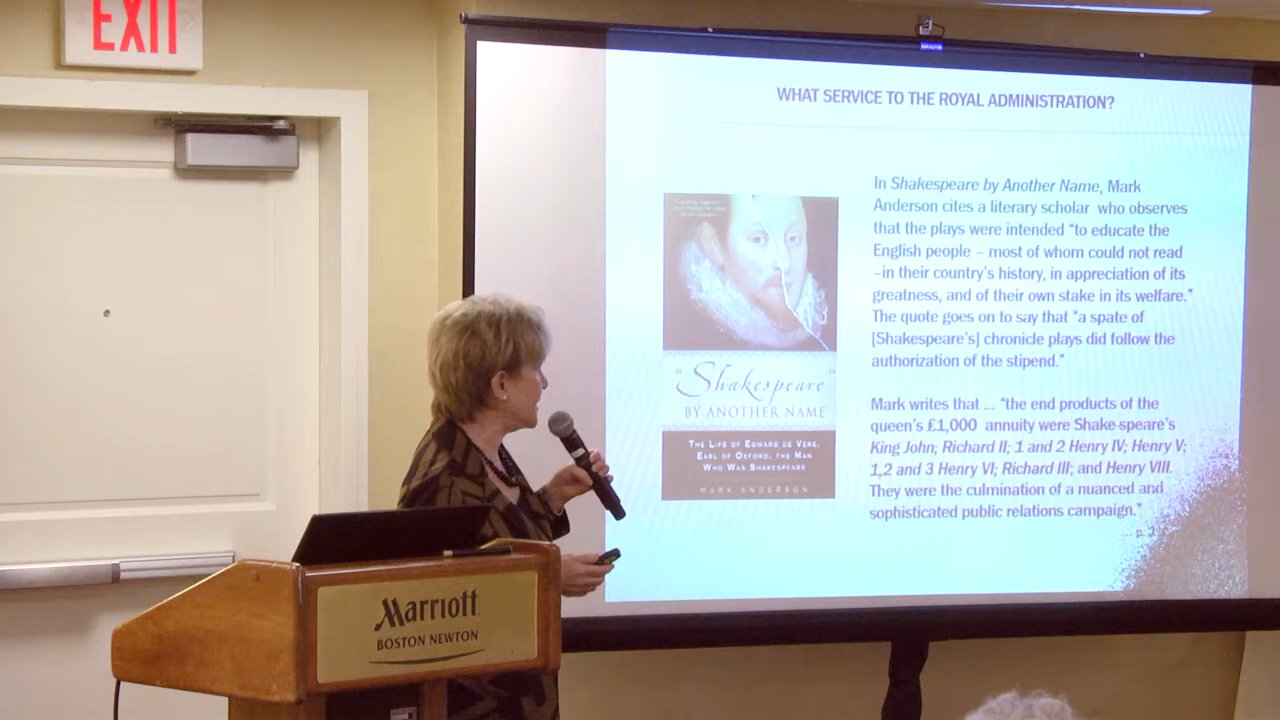 EXIT
WHAT SERVICE TO THE ROYAL ADMINISTRATION?
In Shakespeare by Another Name, Mark
Anderson cites a literary scholar who observes
that the plays were intended “to educate the
English people – most of whom could not read
–in their country's history, in appreciation of its
greatness, and of their own stake in its welfare.”
The quote goes on to say that “a spate of
[Shakespeare's] chronicle plays did follow the
authorization of the stipend.”
Mark writes that ... “the end products of the
queen's £1,000 annuity were Shake-speare's
King John; Richard II; 1 and 2 Henry IV; Henry V;
1,2 and 3 Henry VI; Richard III; and Henry VIII.
They were the culmination of a nuanced and
sophisticated public relations campaign.”
"Shakespeare"
BY ANOTHER NAME
THE LIFE OF EDWARD DE VERE,
EARL OF OXFORD, THE MAN
WHO WAS SHAKESPEARE
MARK ANDERSON
Marriott
BOSTON NEWTON